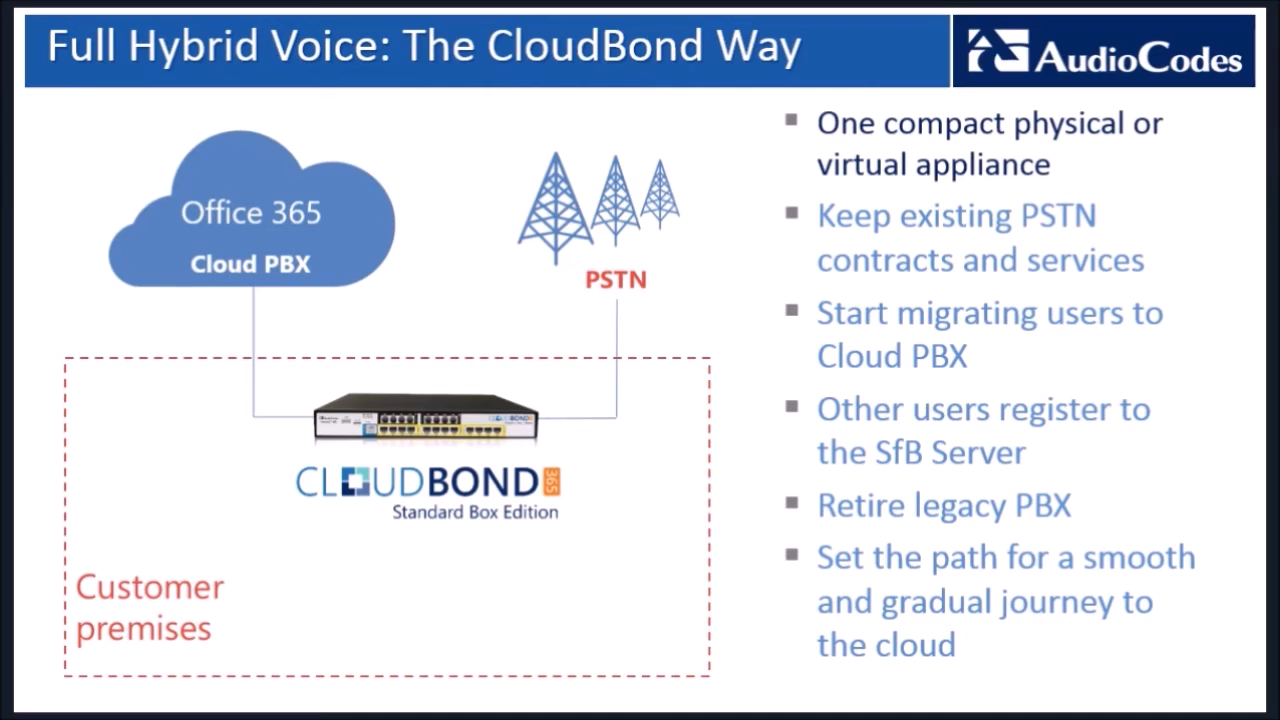 Full Hybrid Voice: The CloudBond Way
AudioCodes
Office 365
Cloud PBX
PSTN
CLOUDBOND 365
Standard Box Edition
Customer
premises
One compact physical or
virtual appliance
Keep existing PSTN
contracts and services
Start migrating users to
Cloud PBX
Other users register to
the SfB Server
Retire legacy PBX
Set the path for a smooth
and gradual journey to
the cloud